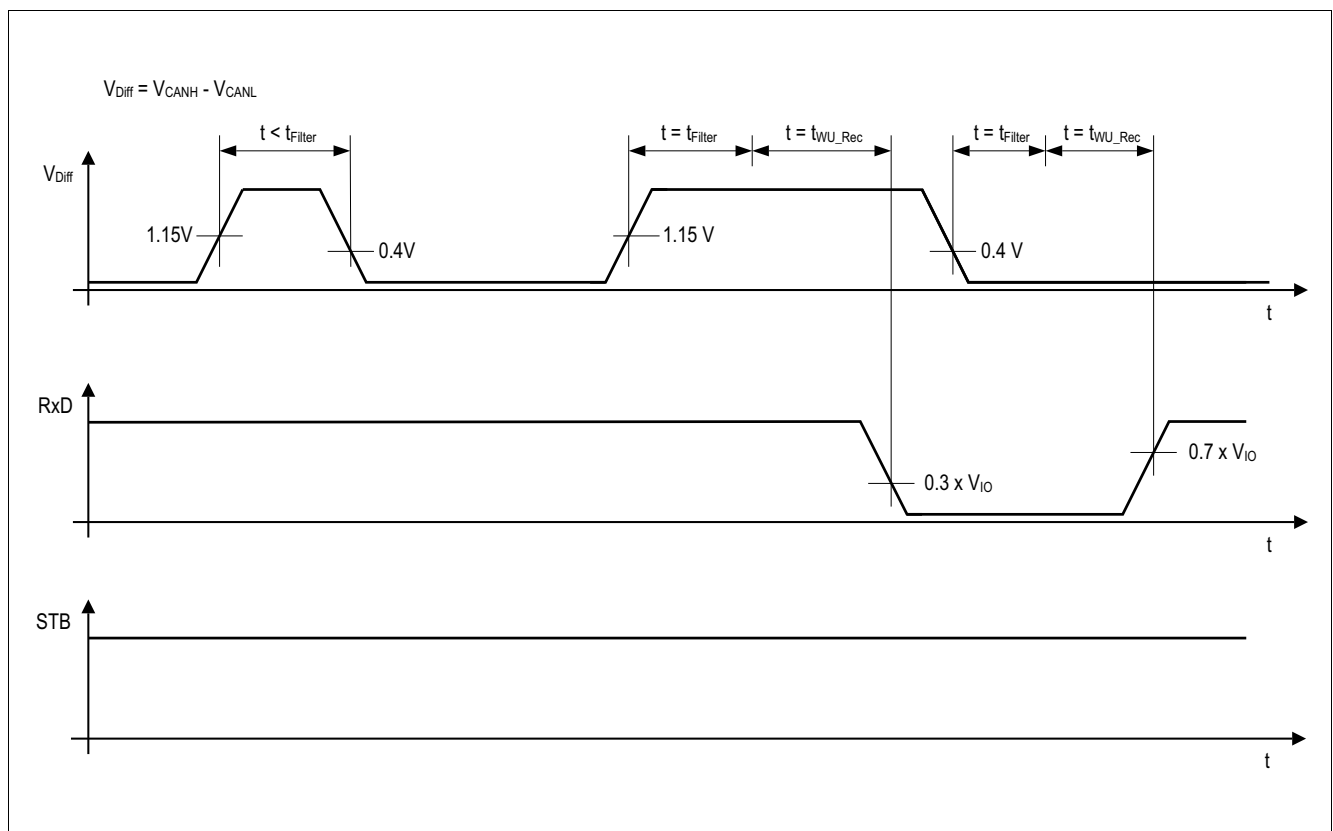 VDiff = VCANH - VCANL
t < tFilter
t = tFilter
t = tWU_Rec
t = tFilter
t = tWU_Rec
VDiff
1.15V
0.4V
1.15 V
0.4 V
t
RxD
0.3 x VIO
0.7 x VIO
t
STB
t